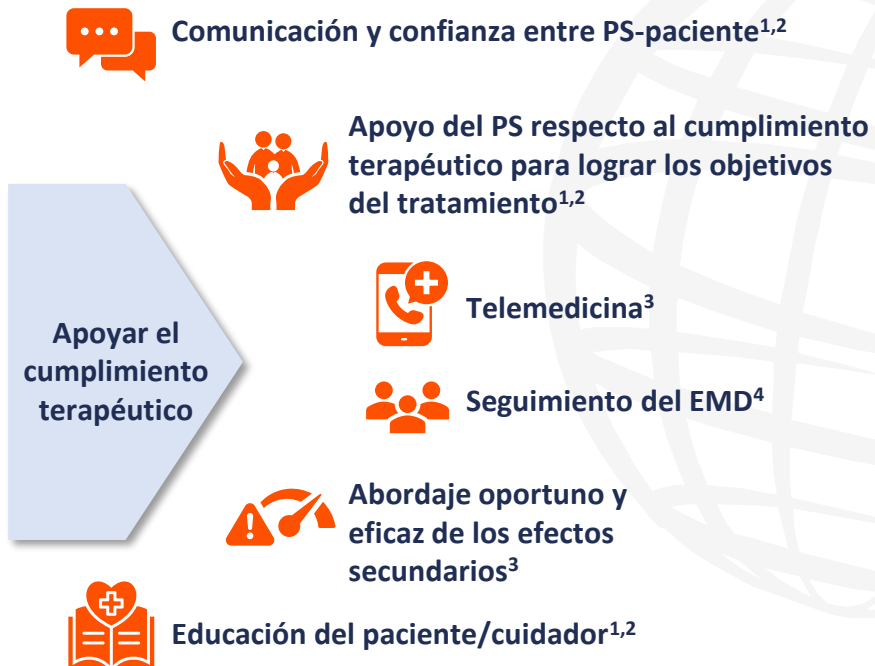 Comunicación y confianza entre PS-paciente1,2
Apoyo del PS respecto al cumplimiento
terapéutico para lograr los objetivos
del tratamiento1,2
Telemedicina3
Apoyar el
cumplimiento
terapéutico
Seguimiento del EMD4
Abordaje oportuno y
eficaz de los efectos
secundarios3
Educación del paciente/cuidador1,2